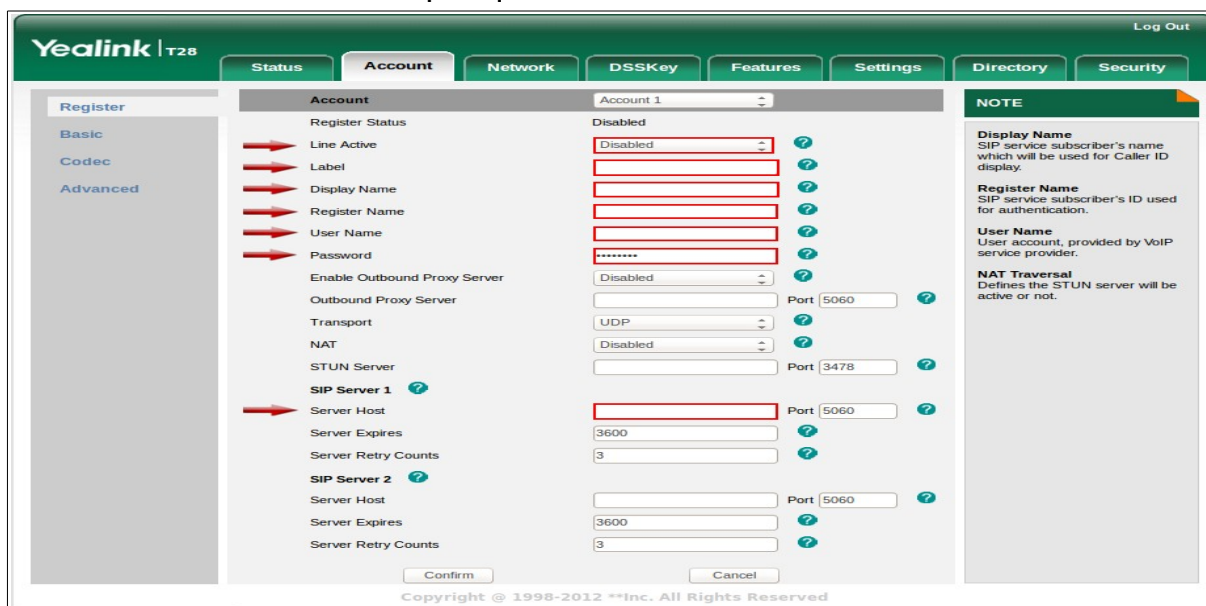 Log Out
Yealink | T28
Status Account Network DSSKey Features Settings Directory Security
Register
Basic
Codec
Advanced
Account Account 1
Register Status Disabled
Line Active Disabled ?
Label ?
Display Name ?
Register Name ?
User Name ?
Password •••••••• ?
Enable Outbound Proxy Server Disabled ?
Outbound Proxy Server Port 5060 ?
Transport UDP ?
NAT Disabled ?
STUN Server Port 3478 ?
SIP Server 1 ?
Server Host Port 5060 ?
Server Expires 3600 ?
Server Retry Counts 3 ?
SIP Server 2 ?
Server Host Port 5060 ?
Server Expires 3600 ?
Server Retry Counts 3 ?
Confirm Cancel
NOTE
Display Name
SIP service subscriber's name
which will be used for Caller ID
display.
Register Name
SIP service subscriber's ID used
for authentication.
User Name
User account, provided by VoIP
service provider.
NAT Traversal
Defines the STUN server will be
active or not.
Copyright @ 1998-2012 **Inc. All Rights Reserved